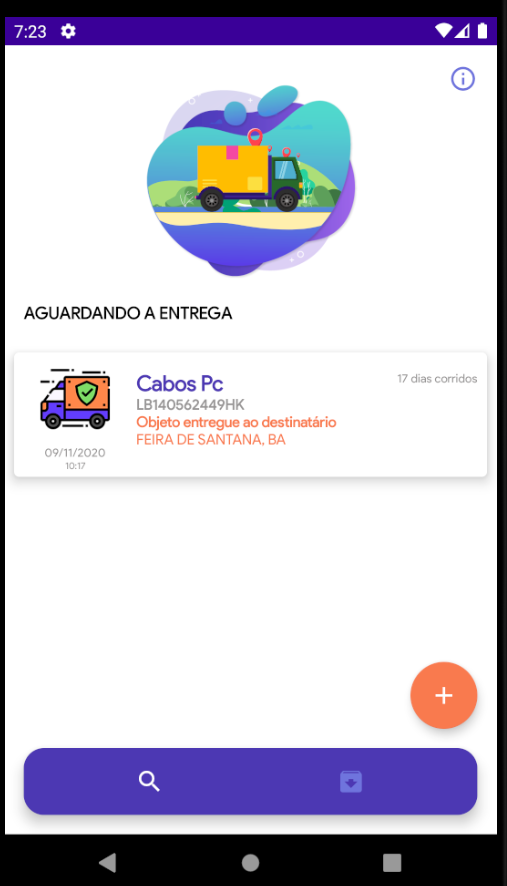 7:23
AGUARDANDO A ENTREGA
Cabos Pc
17 dias corridos
LB140562449HK
Objeto entregue ao destinatário
FEIRA DE SANTANA, BA
09/11/2020
10:17